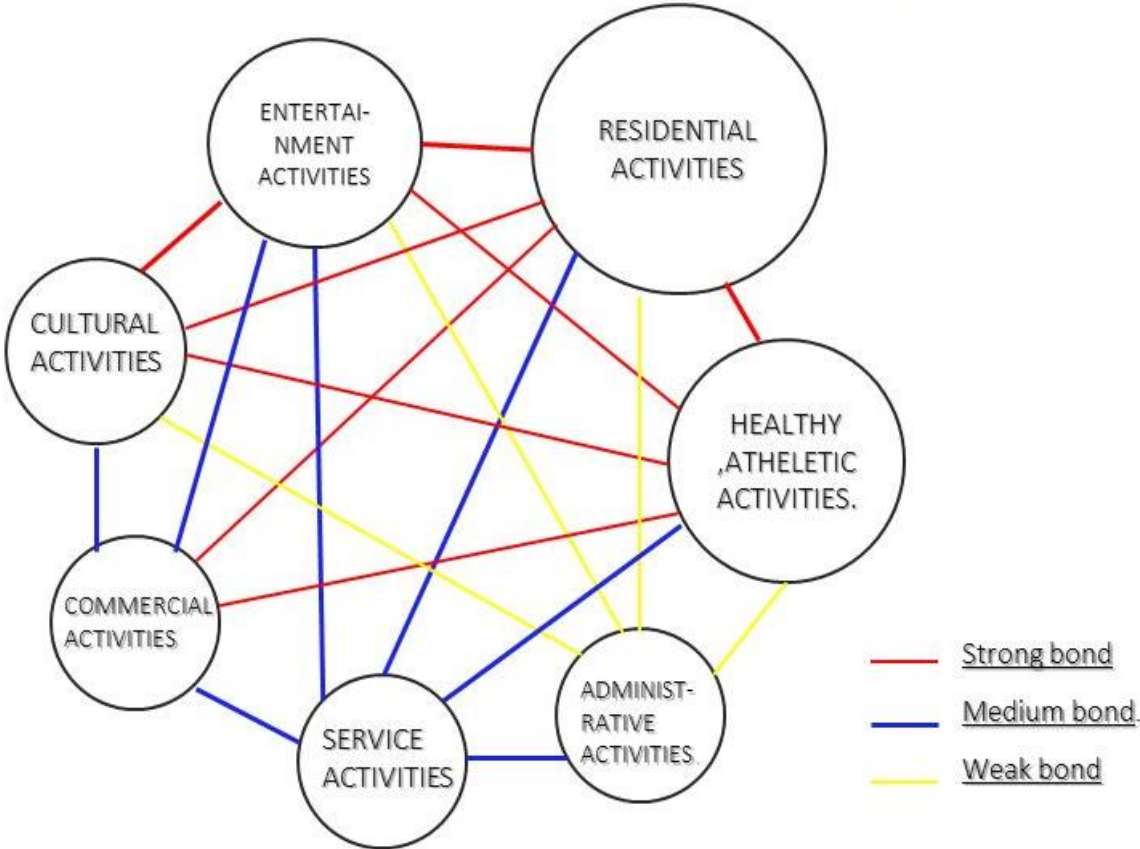 ENTERTAI-
NMENT
ACTIVITIES
RESIDENTIAL
ACTIVITIES
CULTURAL
ACTIVITIES
HEALTHY
,ATHELETIC
ACTIVITIES.
COMMERCIAL
ACTIVITIES
SERVICE
ACTIVITIES
ADMINIST-
RATIVE
ACTIVITIES
Strong bond
Medium bond
Weak bond